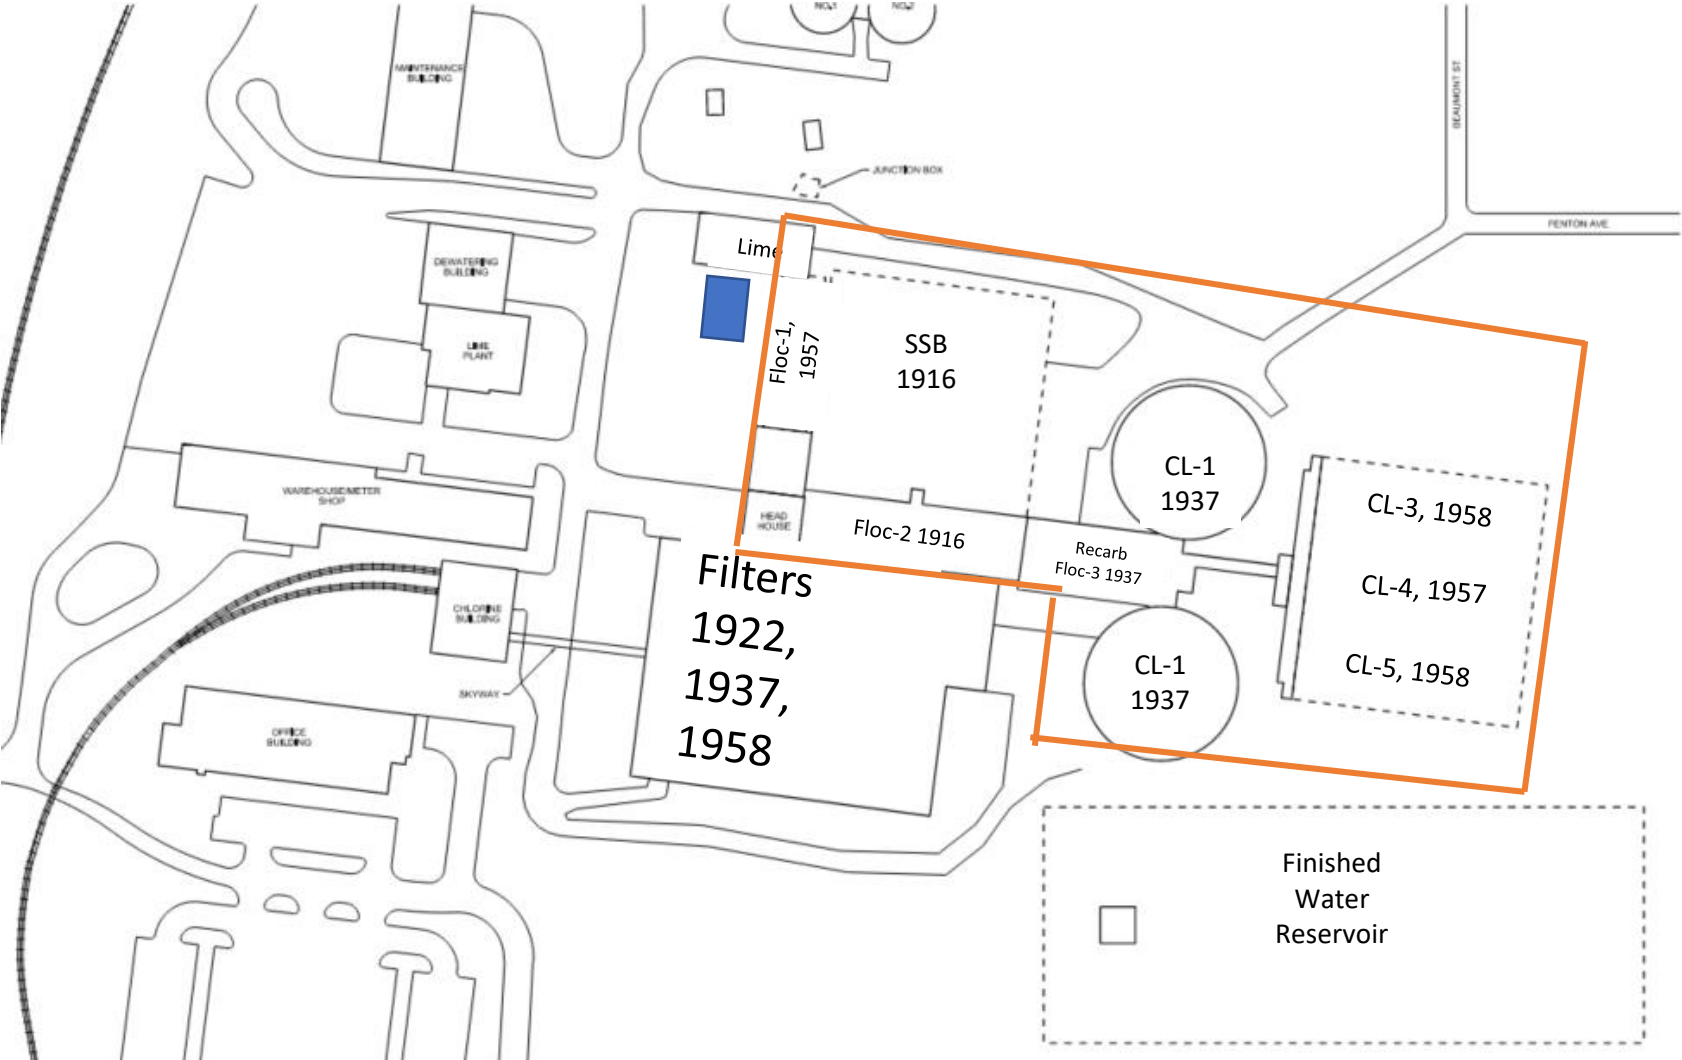 NO.1
NO.2
MAINTENANCE
BUILDING
BEAUMONT ST
JUNCTION BOX
FENTON AVE
Lime
DEWATERING
BUILDING
Floc-1,
1957
SSB
1916
LIME
PLANT
CL-1
1937
WAREHOUSE/METER
SHOP
CL-3, 1958
HEAD
HOUSE
Floc-2 1916
Recarb
Floc-3 1937
Filters
1922,
1937,
1958
CL-4, 1957
CHLORINE
BUILDING
CL-1
1937
CL-5, 1958
SKYWAY
OFFICE
BUILDING
Finished
Water
Reservoir